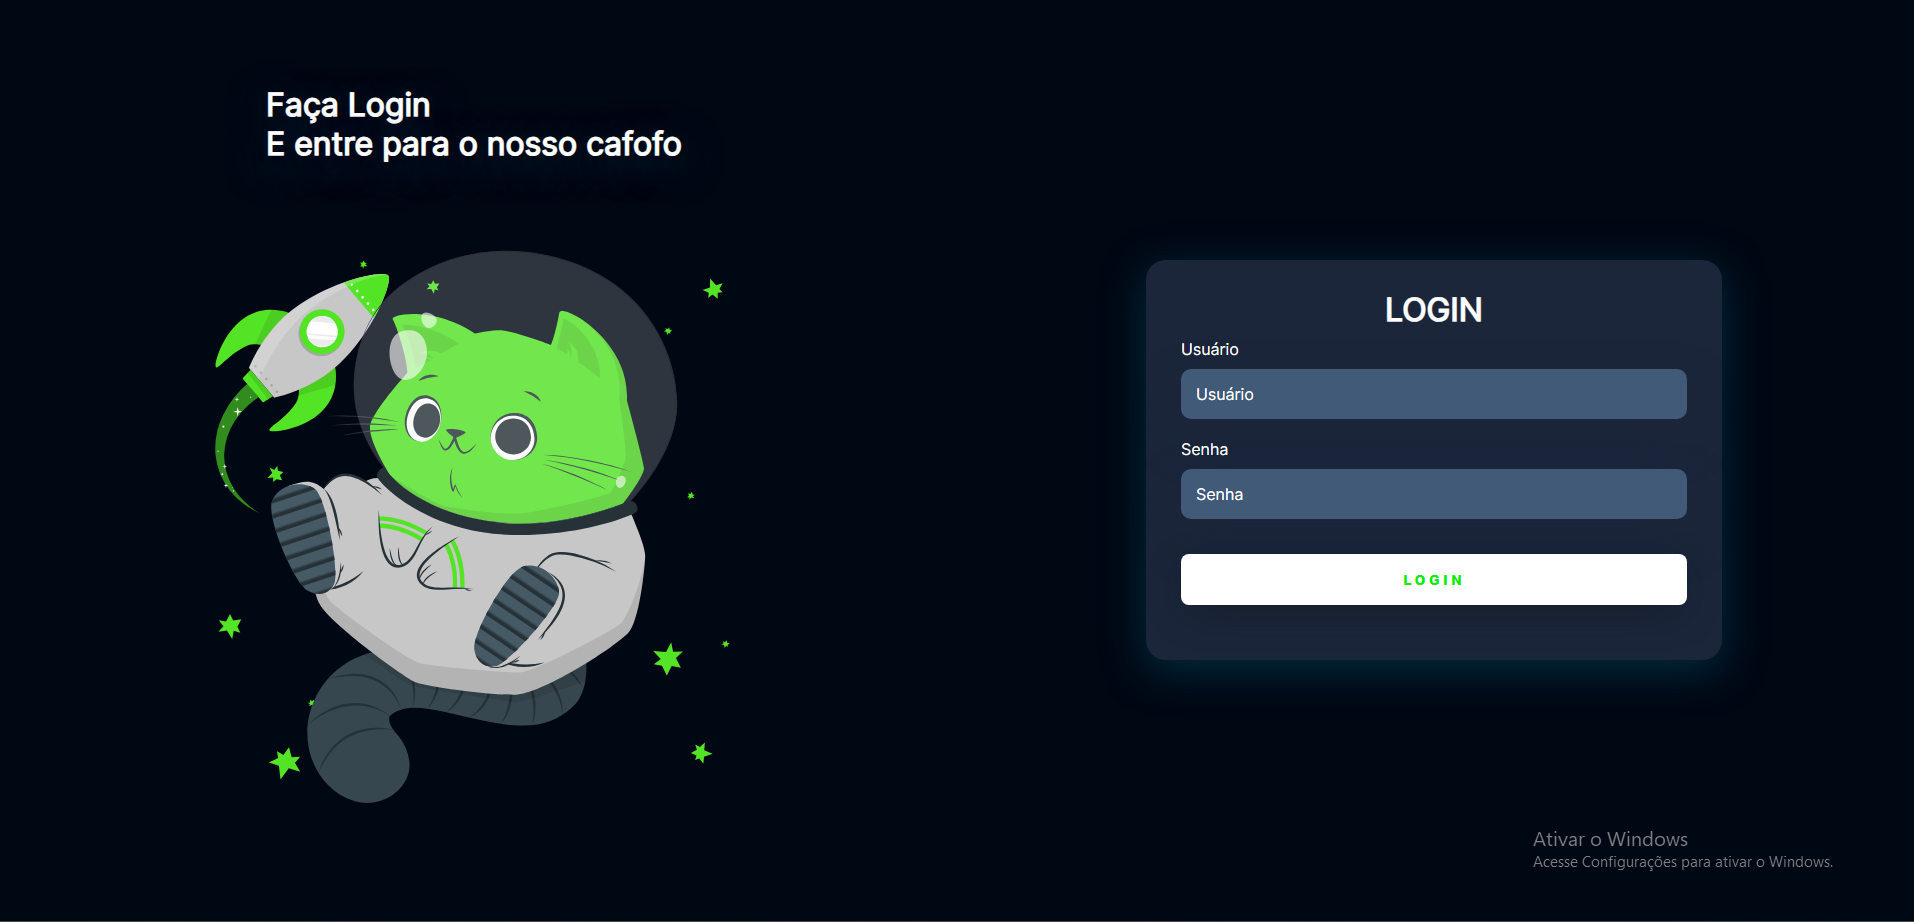 Faça Login
E entre para o nosso cafofo
LOGIN
Usuário
Usuário
Senha
Senha
LOGIN
Ativar o Windows
Acesse Configurações para ativar o Windows.